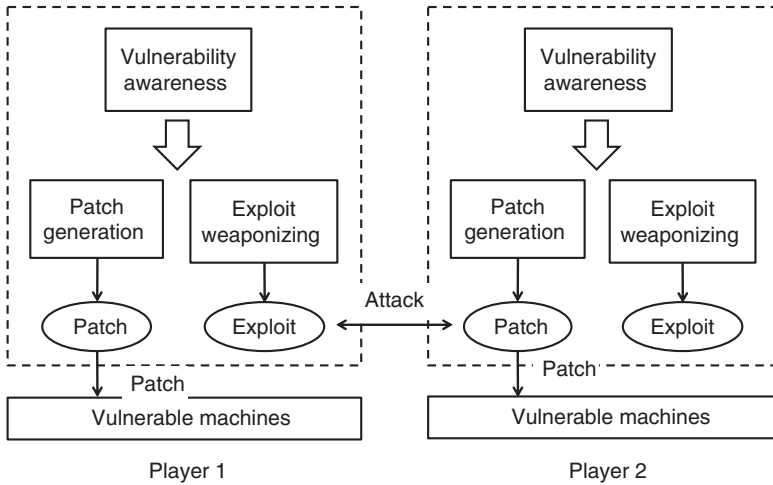 Vulnerability
awareness
Patch
generation
Exploit
weaponizing
Patch
Exploit
Patch
Vulnerable machines
Player 1
Attack
Vulnerability
awareness
Patch
generation
Exploit
weaponizing
Patch
Exploit
Patch
Vulnerable machines
Player 2